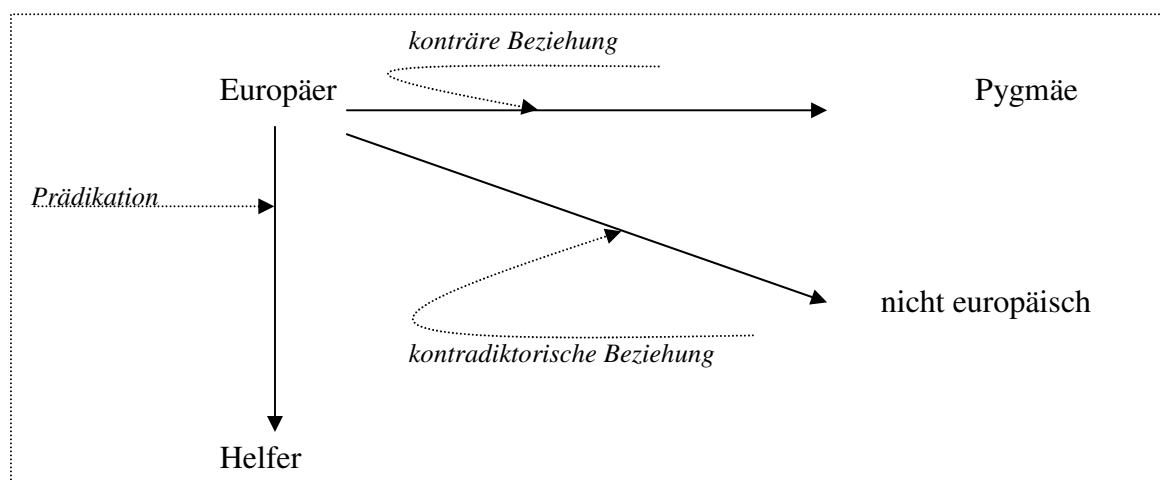 konträre Beziehung
Europäer
Pygmäe
Prädikation
nicht europäisch
kontradiktorische Beziehung
Helfer